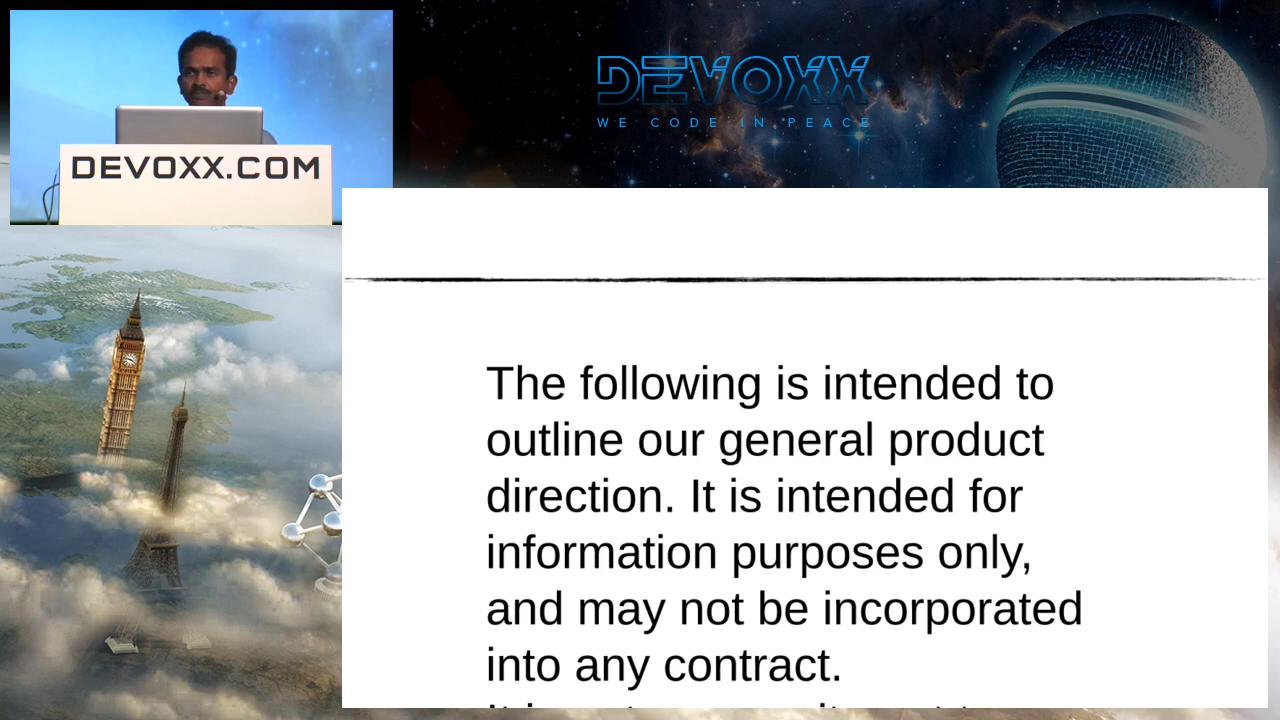 DEVOXX
WE CODE IN PEACE
DEVOXX.COM
The following is intended to
outline our general product
direction. It is intended for
information purposes only,
and may not be incorporated
into any contract.